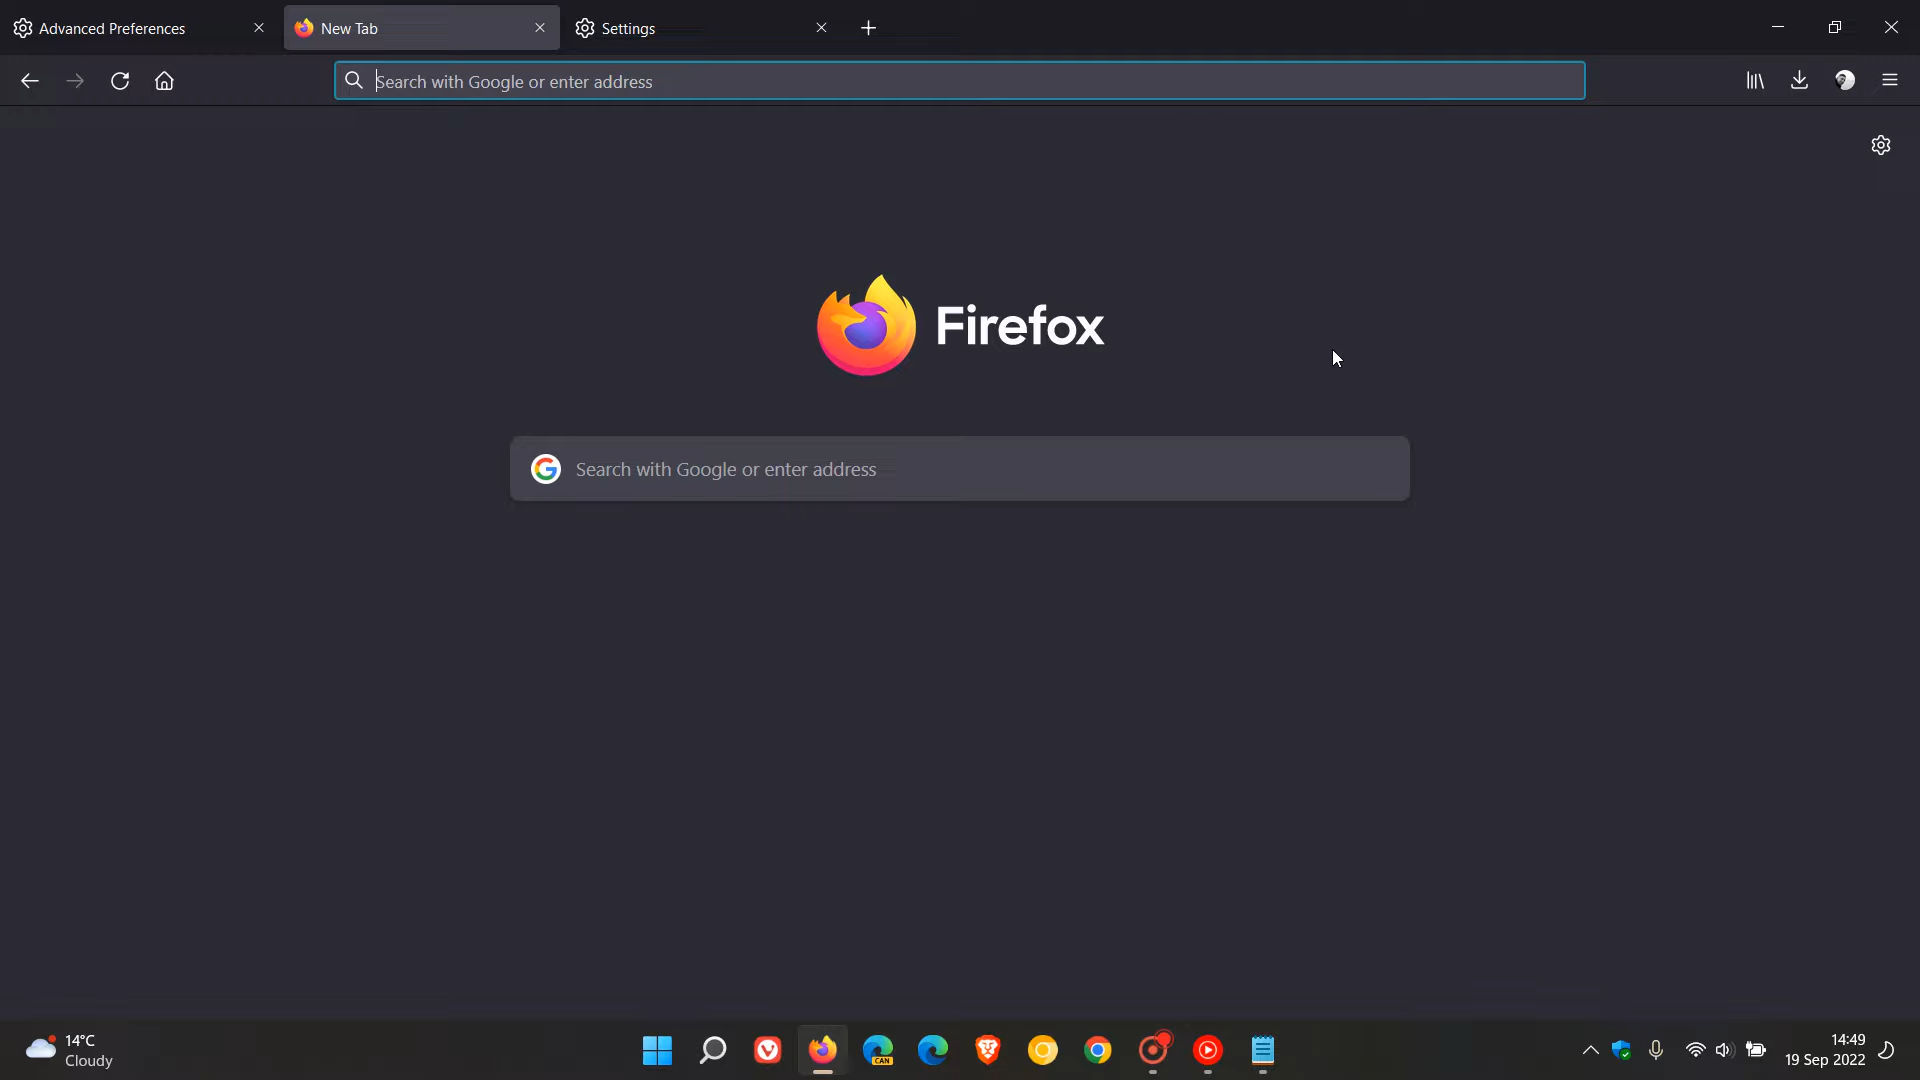 Advanced Preferences
New Tab
Settings
Search with Google or enter address
Firefox
Search with Google or enter address
14°C
Cloudy
CAN
14:49
19 Sep 2022